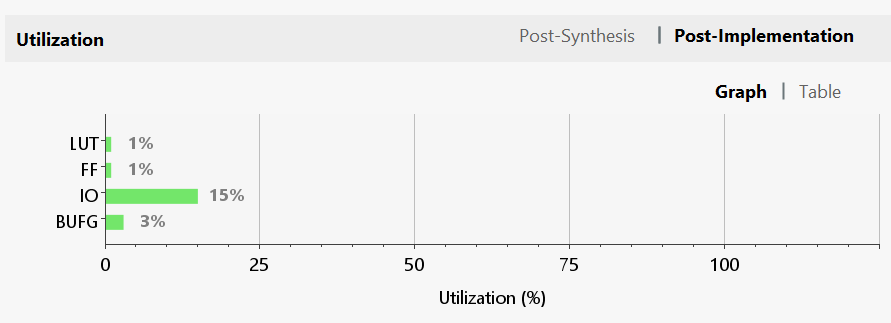 Utilization
Post-Synthesis | Post-Implementation
Graph | Table
LUT 1%
FF 1%
IO 15%
BUFG 3%
0 25 50 75 100
Utilization (%)